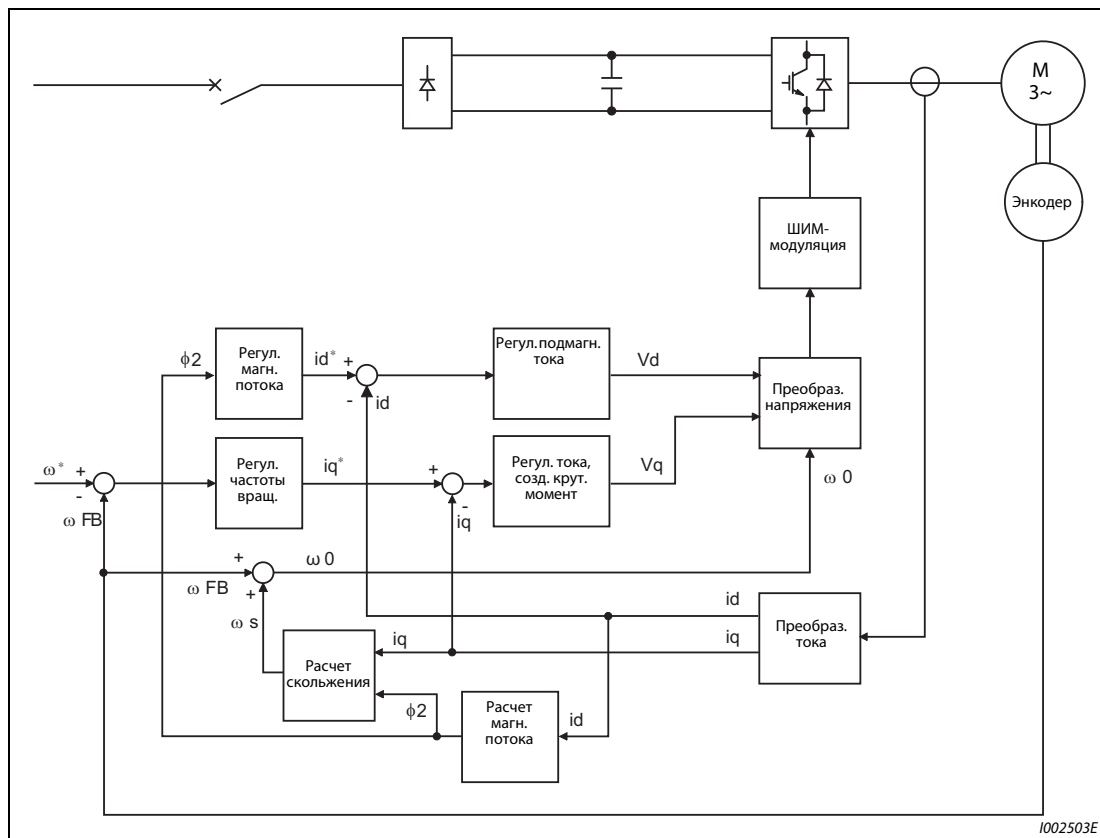 M
3~
Энкодер
ШИМ-
модуляция
ϕ2
Регул.
магн.
потока
id*
+
-
id
Регул.подмагн.
тока
Vd
Преобраз.
напряжения
ω*
+
-
ω FB
Регул.
частоты
вращ.
iq*
+
-
iq
Регул. тока,
созд. крут.
момент
Vq
ω 0
+
ω FB
+
ω s
ω 0
id
iq
Преобраз.
тока
Расчет
скольжения
iq
ϕ2
Расчет
магн.
потока
id
I002503E